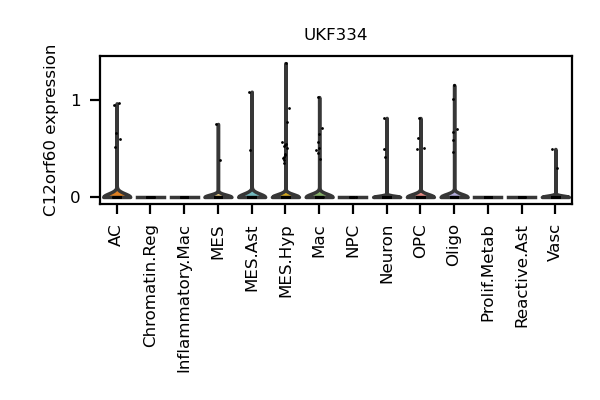 UKF334
C12orf60 expression
1
0
AC
Chromatin.Reg
Inflammatory.Mac
MES
MES.Ast
MES.Hyp
Mac
NPC
Neuron
OPC
Oligo
Prolif.Metab
Reactive.Ast
Vasc